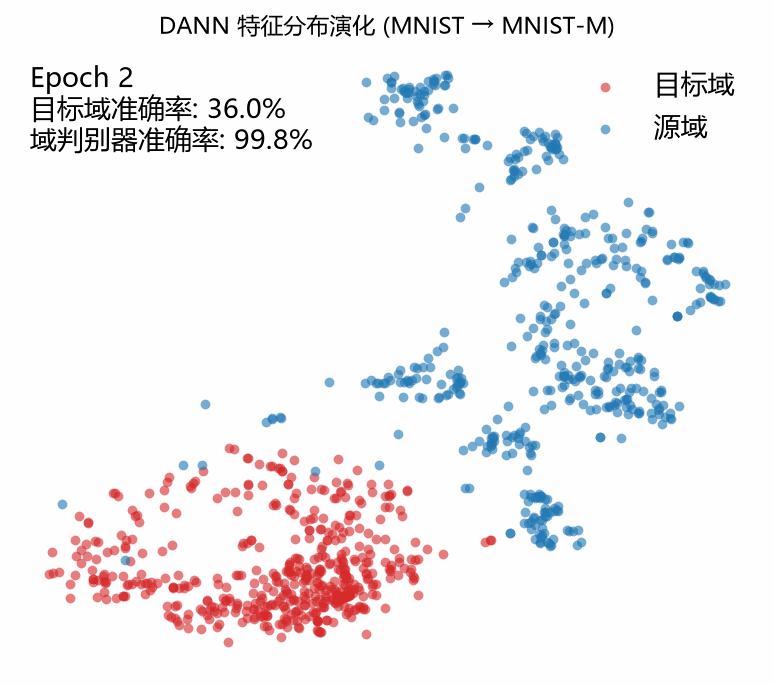 DANN 特征分布演化 (MNIST → MNIST-M)
Epoch 2
目标域准确率: 36.0%
域判别器准确率: 99.8%
目标域
源域